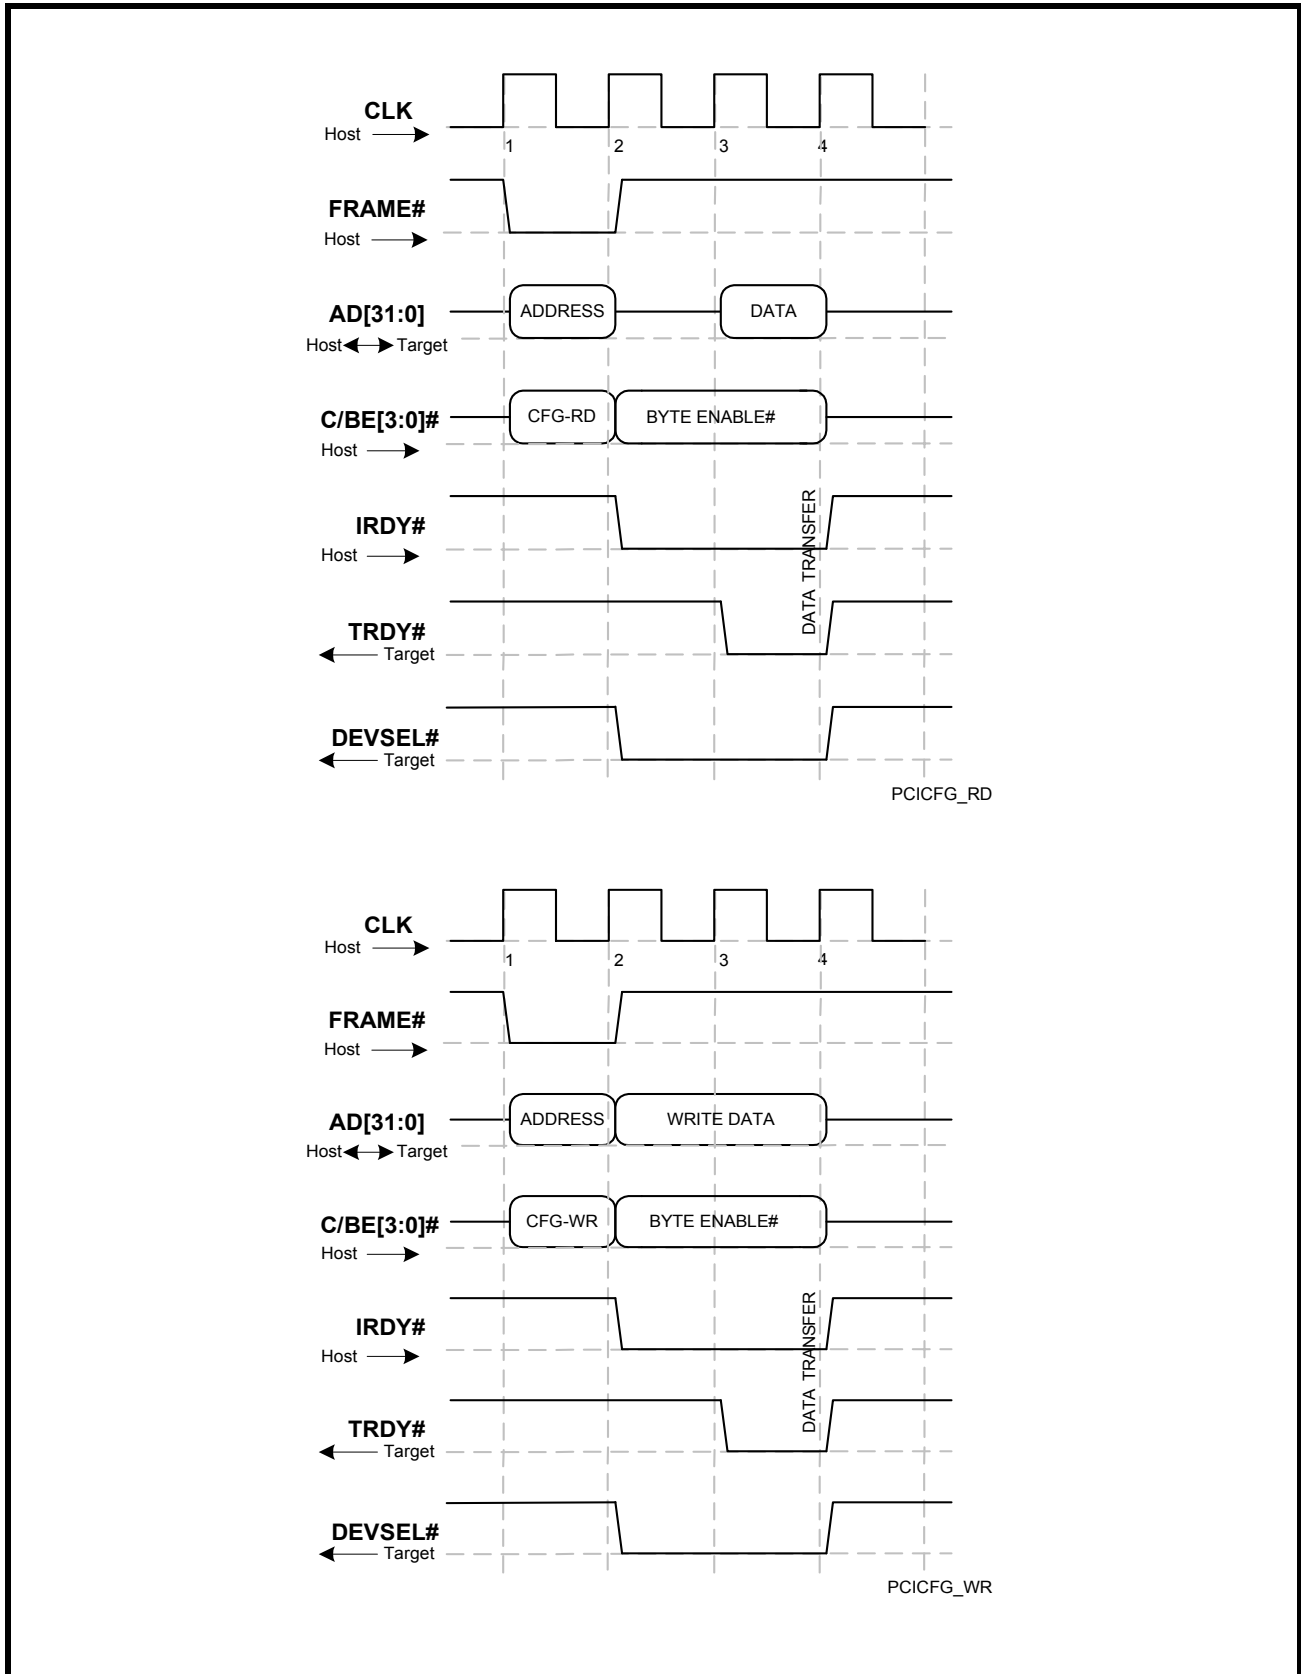 CLK
Host
1 2 3 4
FRAME#
Host
AD[31:0]
ADDRESS DATA
Host Target
C/BE[3:0]#
CFG-RD BYTE ENABLE#
Host
IRDY#
Host
DATA TRANSFER
TRDY#
Target
DEVSEL#
Target
PCICFG_RD
CLK
Host
1 2 3 4
FRAME#
Host
AD[31:0]
ADDRESS WRITE DATA
Host Target
C/BE[3:0]#
CFG-WR BYTE ENABLE#
Host
IRDY#
Host
DATA TRANSFER
TRDY#
Target
DEVSEL#
Target
PCICFG_WR